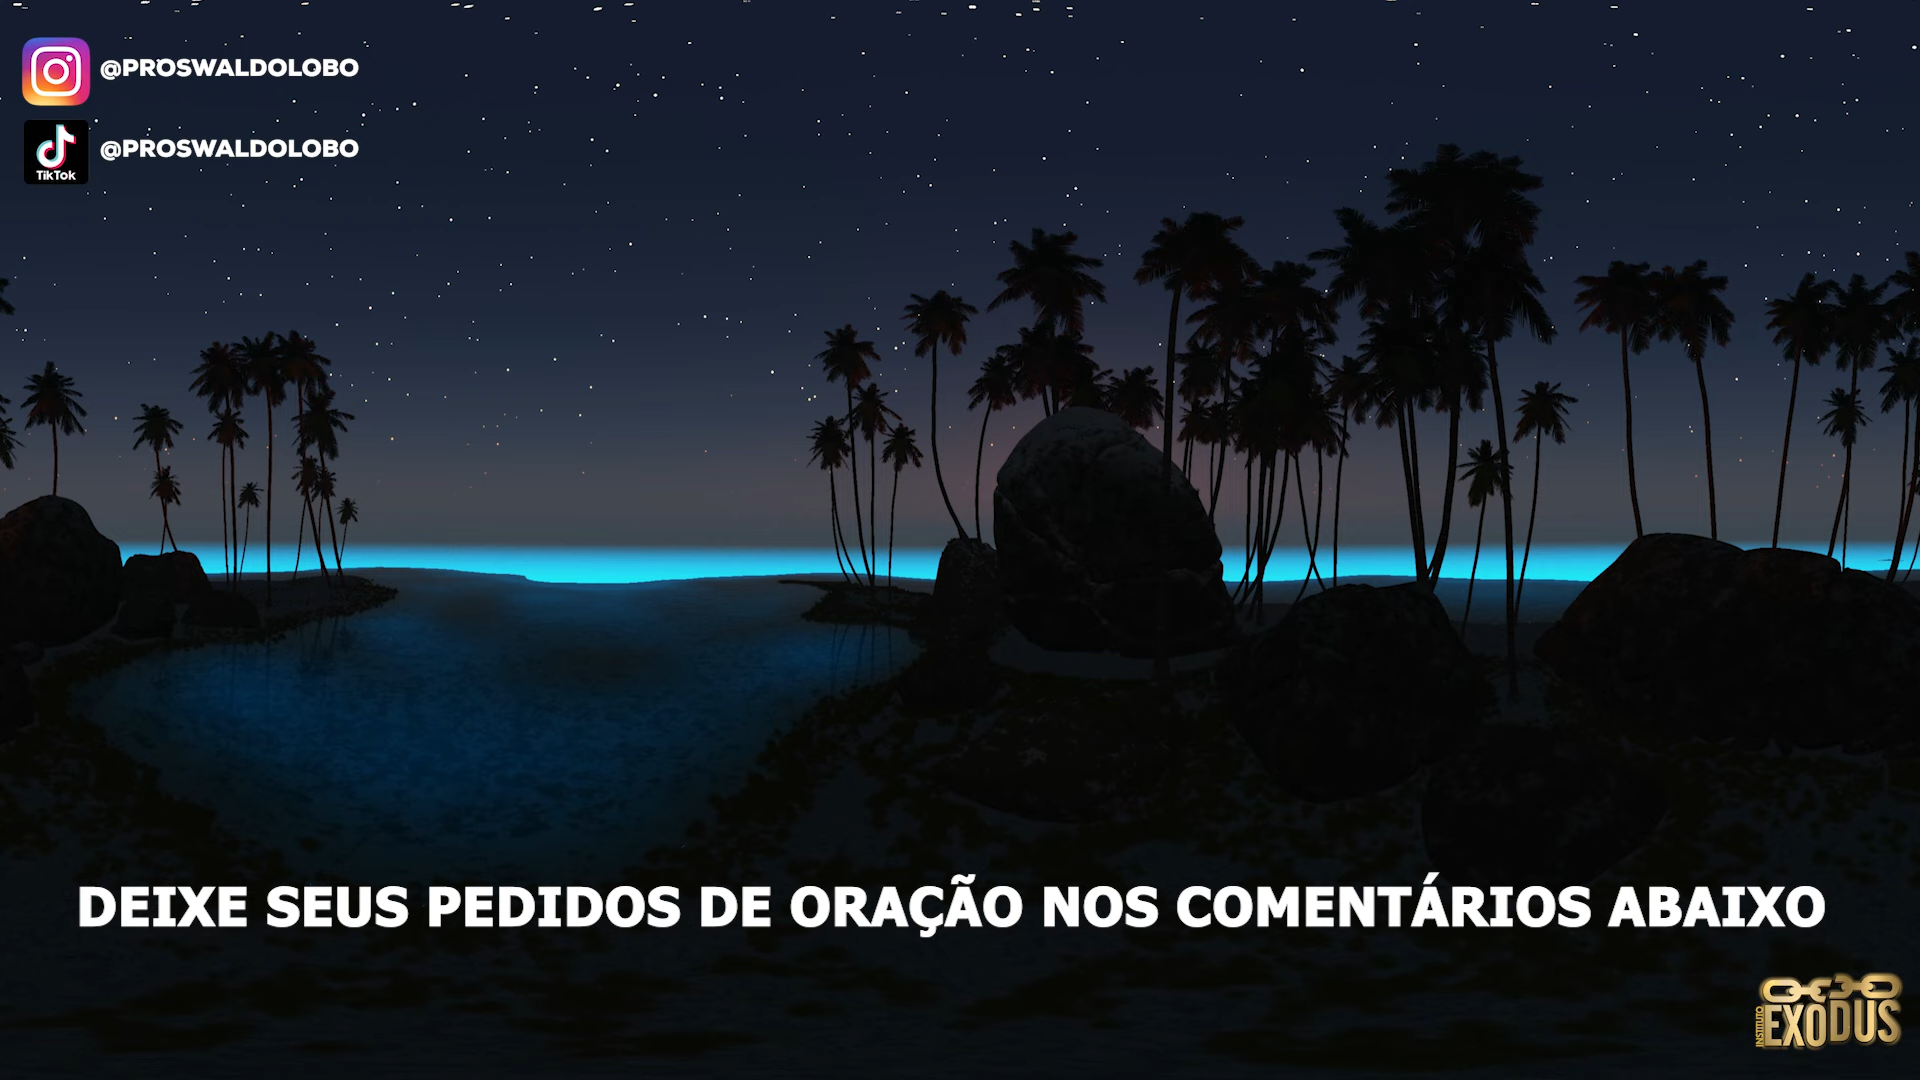 @PROSWALDOLOBO
TikTok
@PROSWALDOLOBO
DEIXE SEUS PEDIDOS DE ORAÇÃO NOS COMENTÁRIOS ABAIXO
INSTITUTO
EXODUS